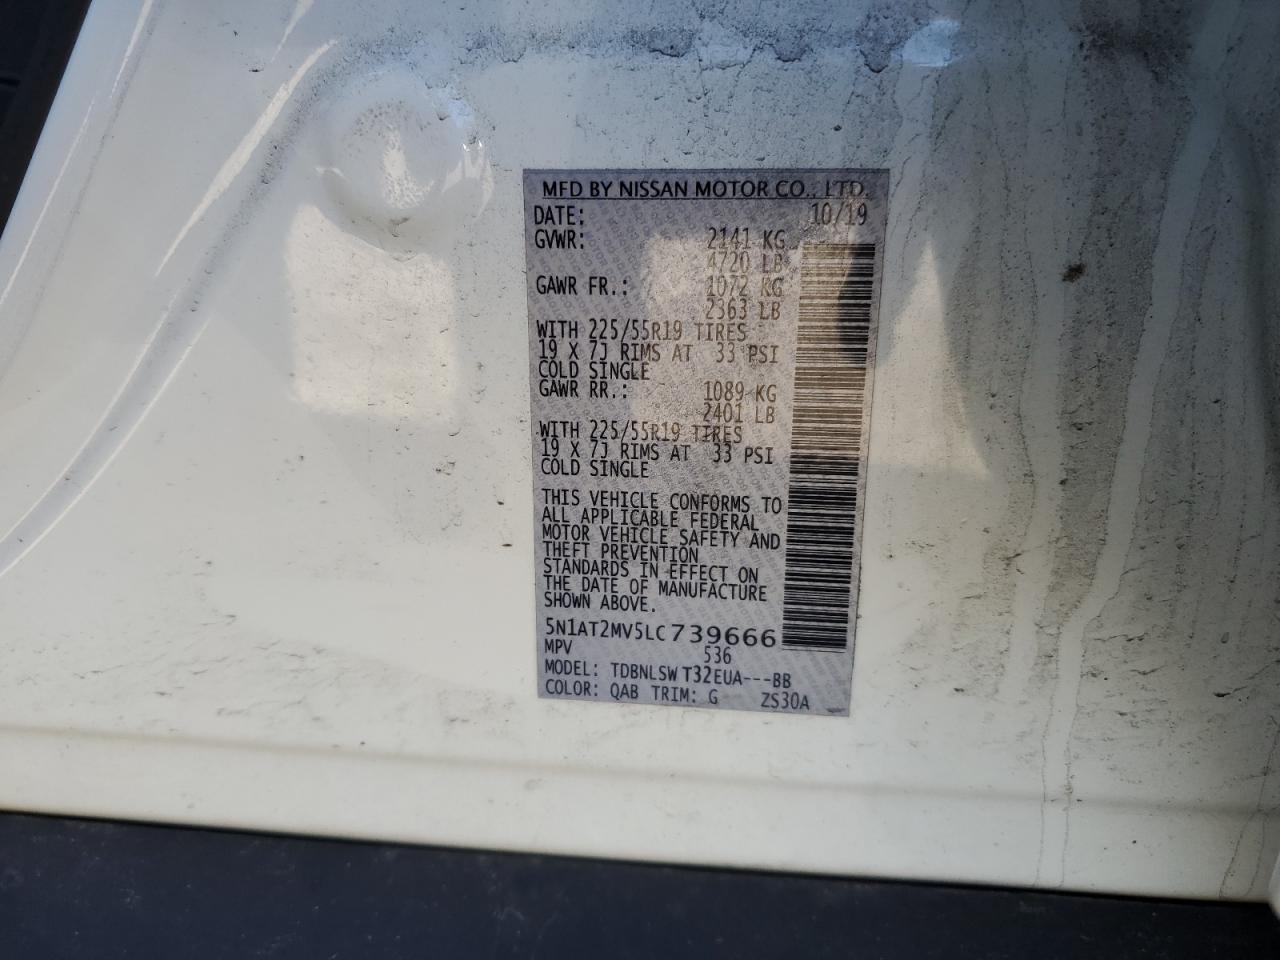 MFD BY NISSAN MOTOR CO., LTD.
DATE: 10/19
GVWR: 2141 KG
4720 LB
GAWR FR.: 1072 KG
2363 LB
WITH 225/55R19 TIRES
19 X 7J RIMS AT 33 PSI
COLD SINGLE
GAWR RR.: 1089 KG
2401 LB
WITH 225/55R19 TIRES
19 X 7J RIMS AT 33 PSI
COLD SINGLE
THIS VEHICLE CONFORMS TO
ALL APPLICABLE FEDERAL
MOTOR VEHICLE SAFETY AND
THEFT PREVENTION
STANDARDS IN EFFECT ON
THE DATE OF MANUFACTURE
SHOWN ABOVE.
5N1AT2MV5LC739666
MPV 536
MODEL: TDBNLSW T32EUA---BB
COLOR: QAB TRIM: G ZS30A